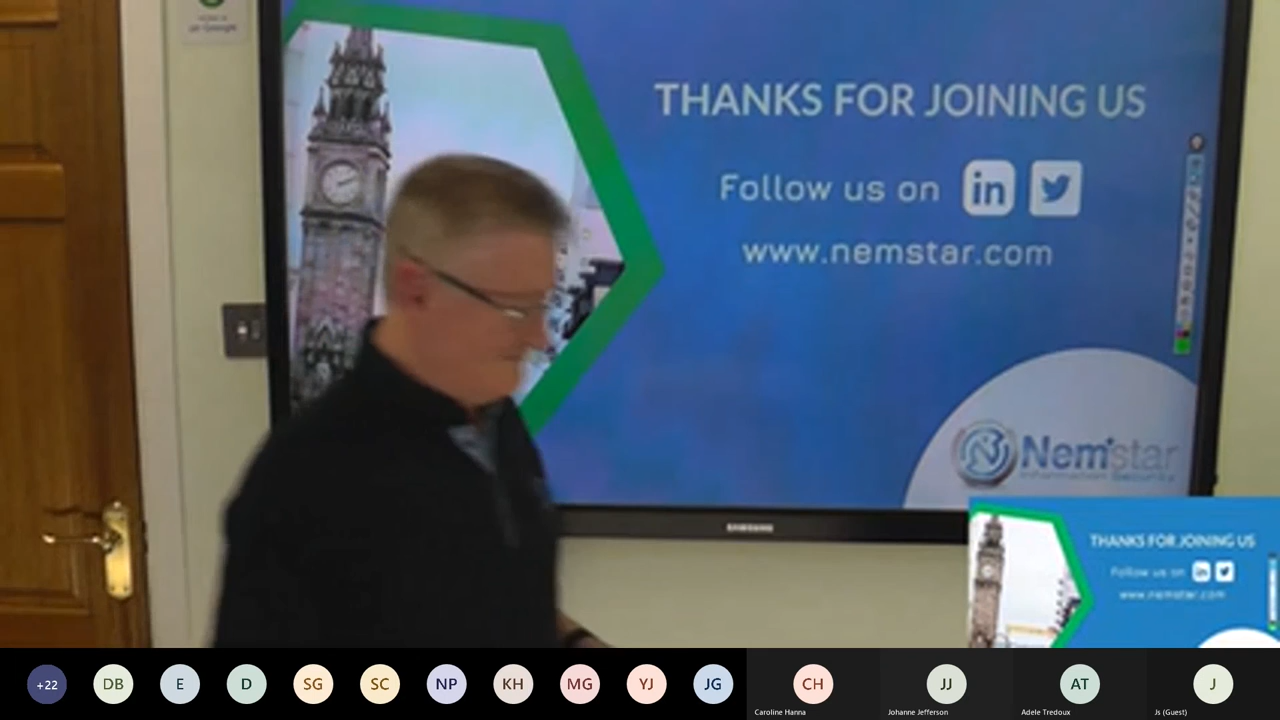 THANKS FOR JOINING US
Follow us on in
www.nemstar.com
Nemstar
SAMSUNG
THANKS FOR JOINING US
Follow us on in
www.nemstar.com
+22
DB
E
D
SG
SC
NP
KH
MG
YJ
JG
CH
JJ
AT
J
Caroline Hanna
Johanne Jefferson
Adele Tredoux
Js (Guest)